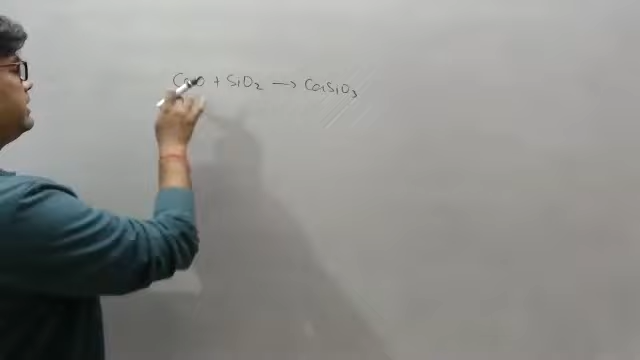 CaO + SiO2 → CaSiO3